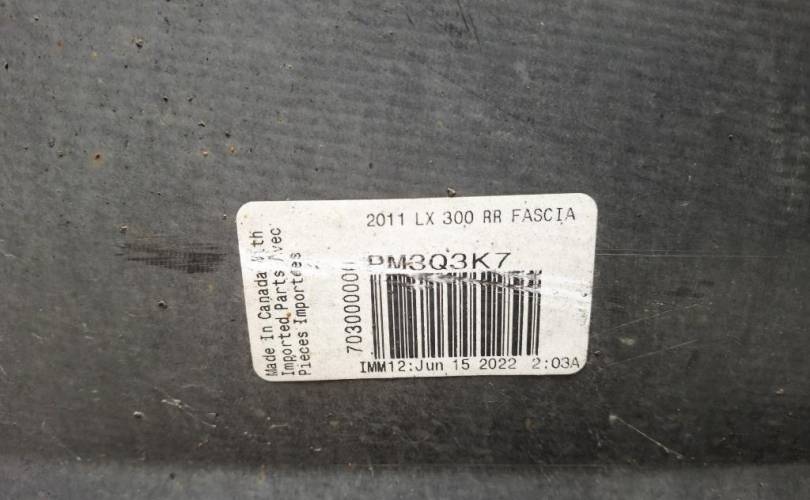 2011 LX 300 RR FASCIA
PM3Q3K7
IMM12:Jun 15 2022 2:03A
Made In Canada With
Imported Parts Avec
Pieces Importees